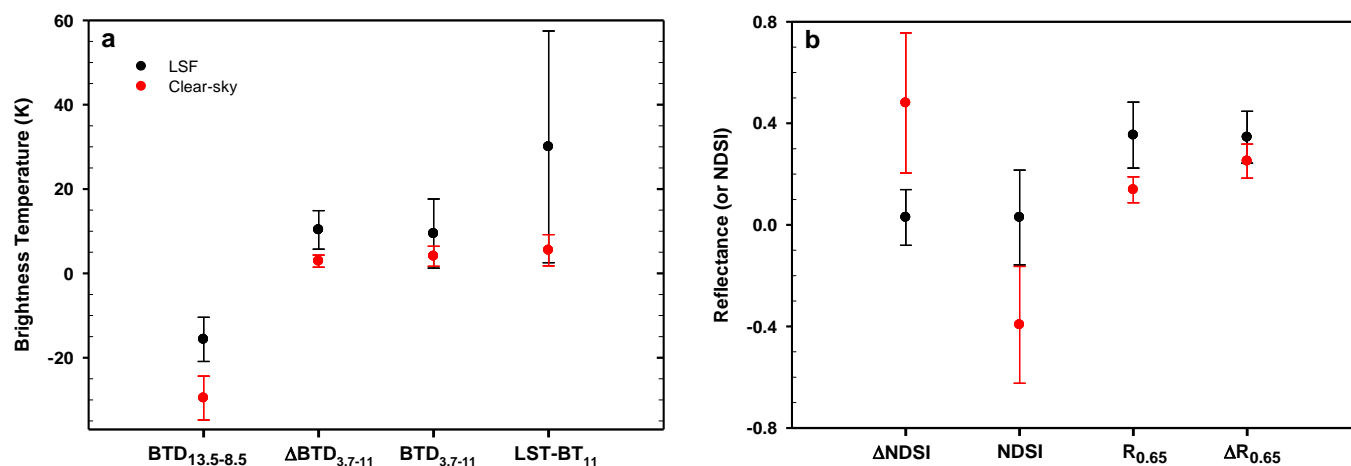 a
LSF
Clear-sky
Brightness Temperature (K)
60
40
20
0
-20
BTD13.5-8.5
ΔBTD3.7-11
BTD3.7-11
LST-BT11
b
Reflectance (or NDSI)
0.8
0.4
0.0
-0.4
-0.8
ΔNDSI
NDSI
R0.65
ΔR0.65